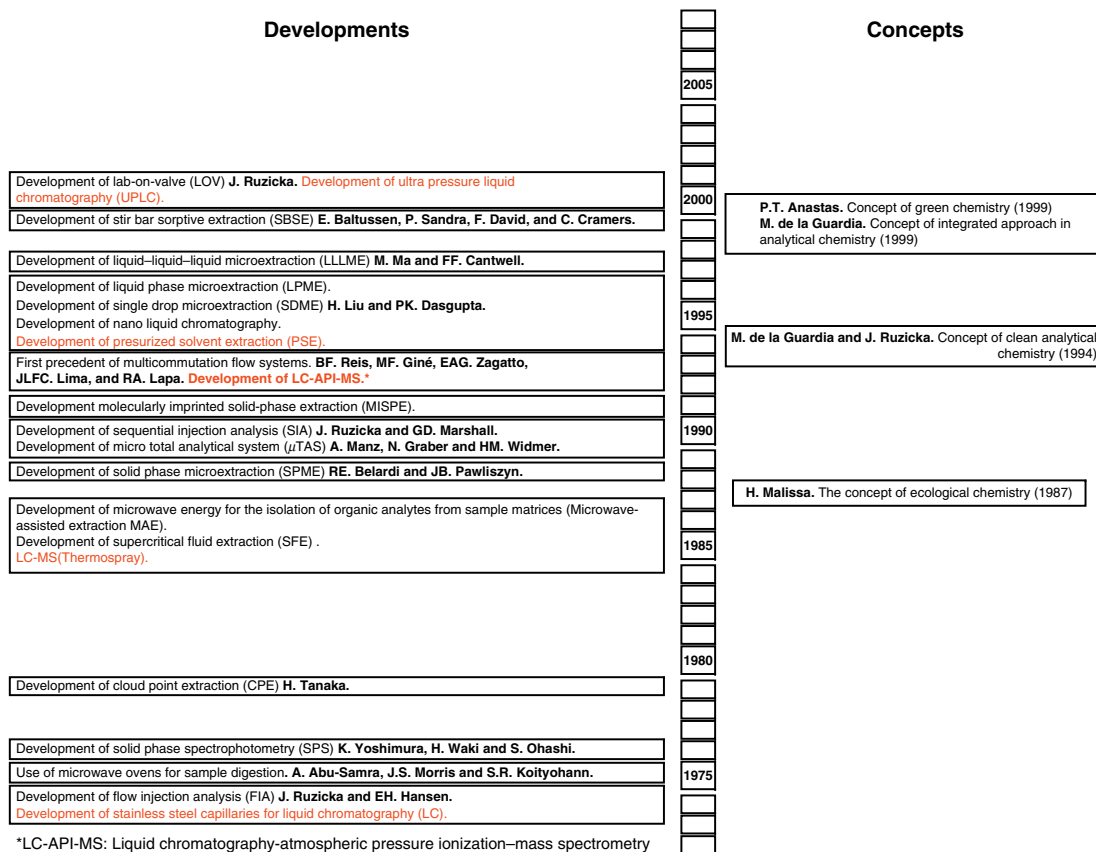 Developments
Development of lab-on-valve (LOV) J. Ruzicka. Development of ultra pressure liquid
chromatography (UPLC).
Development of stir bar sorptive extraction (SBSE) E. Baltussen, P. Sandra, F. David, and C. Cramers.
Development of liquid–liquid–liquid microextraction (LLLME) M. Ma and FF. Cantwell.
Development of liquid phase microextraction (LPME).
Development of single drop microextraction (SDME) H. Liu and PK. Dasgupta.
Development of nano liquid chromatography.
Development of presurized solvent extraction (PSE).
First precedent of multicommutation flow systems. BF. Reis, MF. Giné, EAG. Zagatto,
JLFC. Lima, and RA. Lapa. Development of LC-API-MS.*
Development molecularly imprinted solid-phase extraction (MISPE).
Development of sequential injection analysis (SIA) J. Ruzicka and GD. Marshall.
Development of micro total analytical system (μTAS) A. Manz, N. Graber and HM. Widmer.
Development of solid phase microextraction (SPME) RE. Belardi and JB. Pawliszyn.
Development of microwave energy for the isolation of organic analytes from sample matrices (Microwave-
assisted extraction MAE).
Development of supercritical fluid extraction (SFE) .
LC-MS(Thermospray).
Development of cloud point extraction (CPE) H. Tanaka.
Development of solid phase spectrophotometry (SPS) K. Yoshimura, H. Waki and S. Ohashi.
Use of microwave ovens for sample digestion. A. Abu-Samra, J.S. Morris and S.R. Koityohann.
Development of flow injection analysis (FIA) J. Ruzicka and EH. Hansen.
Development of stainless steel capillaries for liquid chromatography (LC).
*LC-API-MS: Liquid chromatography-atmospheric pressure ionization–mass spectrometry
2005
2000
1995
1990
1985
1980
1975
Concepts
P.T. Anastas. Concept of green chemistry (1999)
M. de la Guardia. Concept of integrated approach in
analytical chemistry (1999)
M. de la Guardia and J. Ruzicka. Concept of clean analytical
chemistry (1994)
H. Malissa. The concept of ecological chemistry (1987)